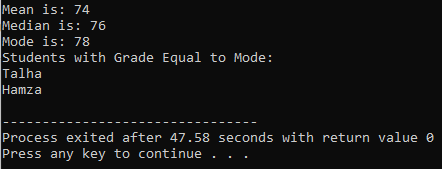 Mean is: 74
Median is: 76
Mode is: 78
Students with Grade Equal to Mode:
Talha
Hamza
--------------------------------
Process exited after 47.58 seconds with return value 0
Press any key to continue . . .